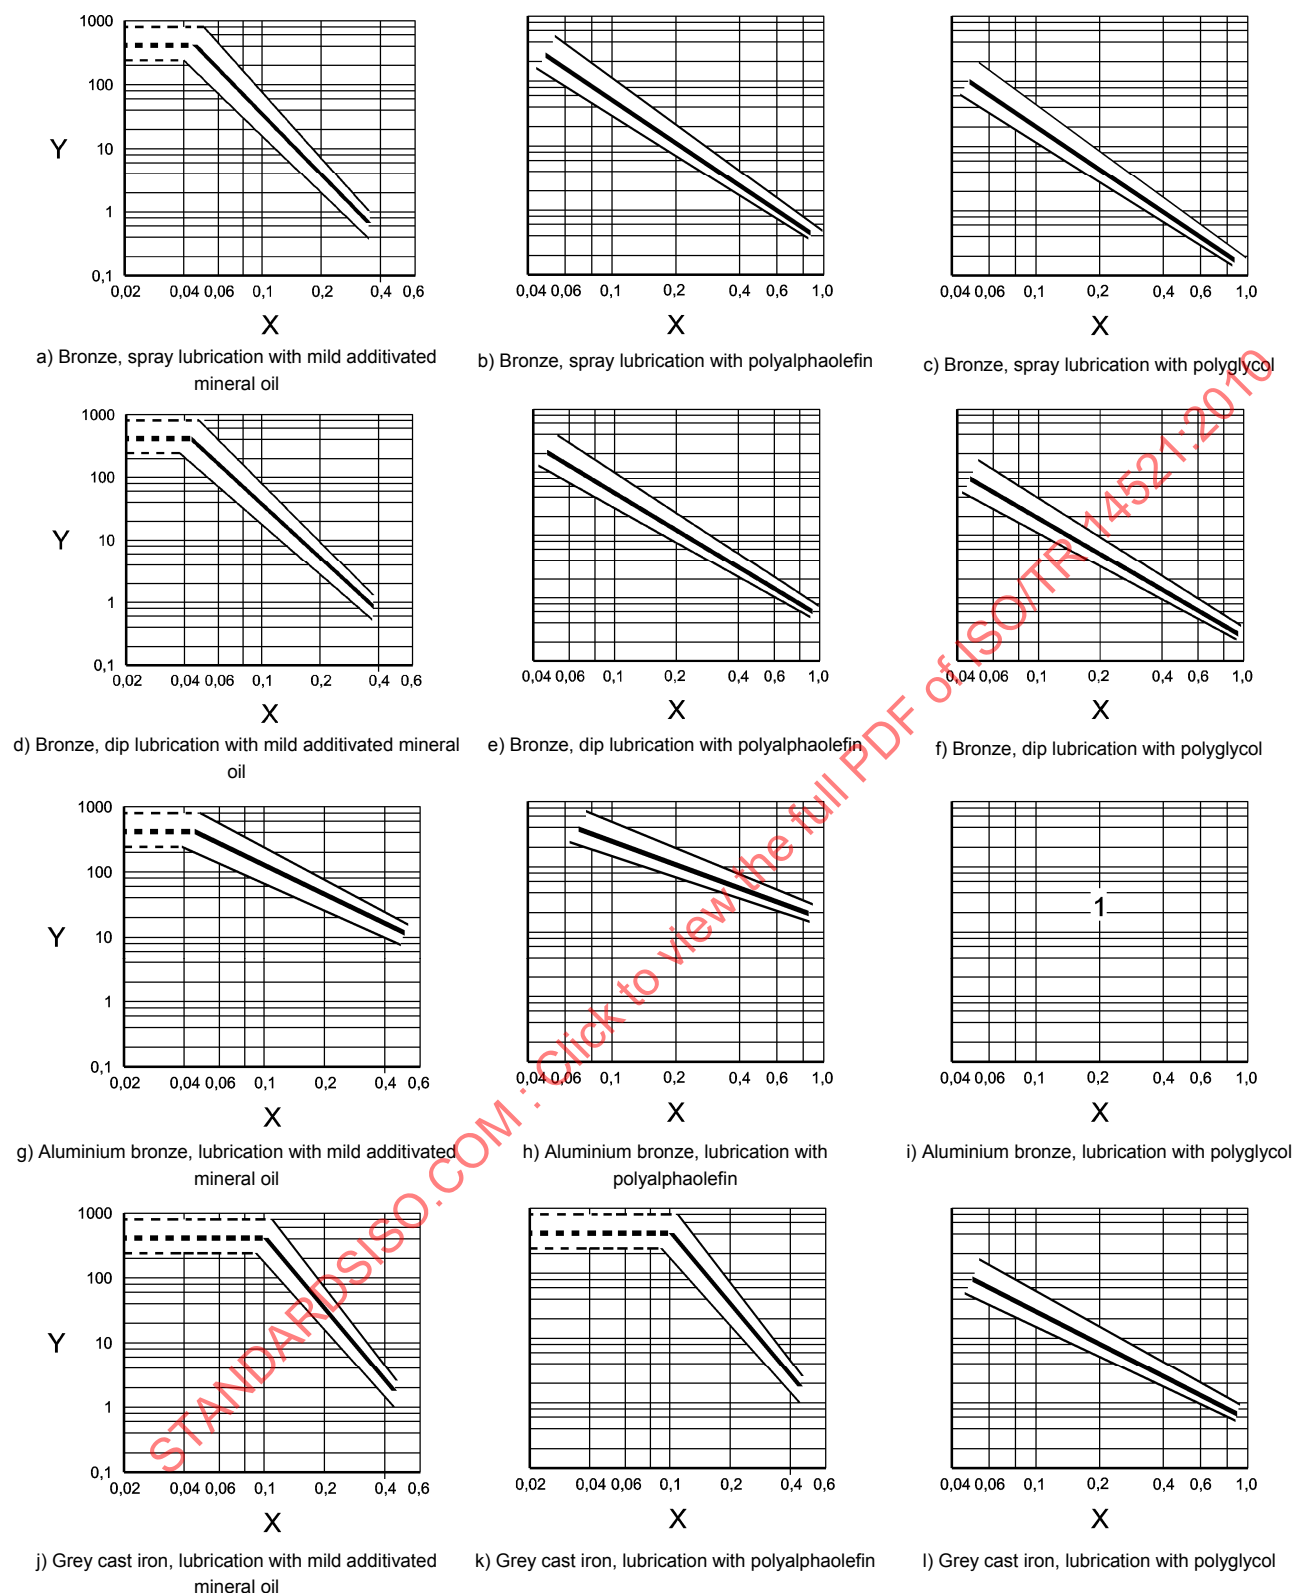 1000
100
Y
10
1
0,1
0,02 0,04 0,06 0,1 0,2 0,4 0,6
X
a) Bronze, spray lubrication with mild additivated
mineral oil
0,04 0,06 0,1 0,2 0,4 0,6 1,0
X
b) Bronze, spray lubrication with polyalphaolefin
0,04 0,06 0,1 0,2 0,4 0,6 1,0
X
c) Bronze, spray lubrication with polyglycol
1000
100
Y
10
1
0,1
0,02 0,04 0,06 0,1 0,2 0,4 0,6
X
d) Bronze, dip lubrication with mild additivated mineral
oil
0,04 0,06 0,1 0,2 0,4 0,6 1,0
X
e) Bronze, dip lubrication with polyalphaolefin
0,04 0,06 0,1 0,2 0,4 0,6 1,0
X
f) Bronze, dip lubrication with polyglycol
1000
100
Y
10
1
0,1
0,02 0,04 0,06 0,1 0,2 0,4 0,6
X
g) Aluminium bronze, lubrication with mild additivated
mineral oil
0,04 0,06 0,1 0,2 0,4 0,6 1,0
X
h) Aluminium bronze, lubrication with
polyalphaolefin
1
0,04 0,06 0,1 0,2 0,4 0,6 1,0
X
i) Aluminium bronze, lubrication with polyglycol
1000
100
Y
10
1
0,1
0,02 0,04 0,06 0,1 0,2 0,4 0,6
X
j) Grey cast iron, lubrication with mild additivated
mineral oil
0,02 0,04 0,06 0,1 0,2 0,4 0,6
X
k) Grey cast iron, lubrication with polyalphaolefin
0,04 0,06 0,1 0,2 0,4 0,6 1,0
X
l) Grey cast iron, lubrication with polyglycol
STANDARDSISO.COM : Click to view the full PDF of ISO/TR 14521:2010